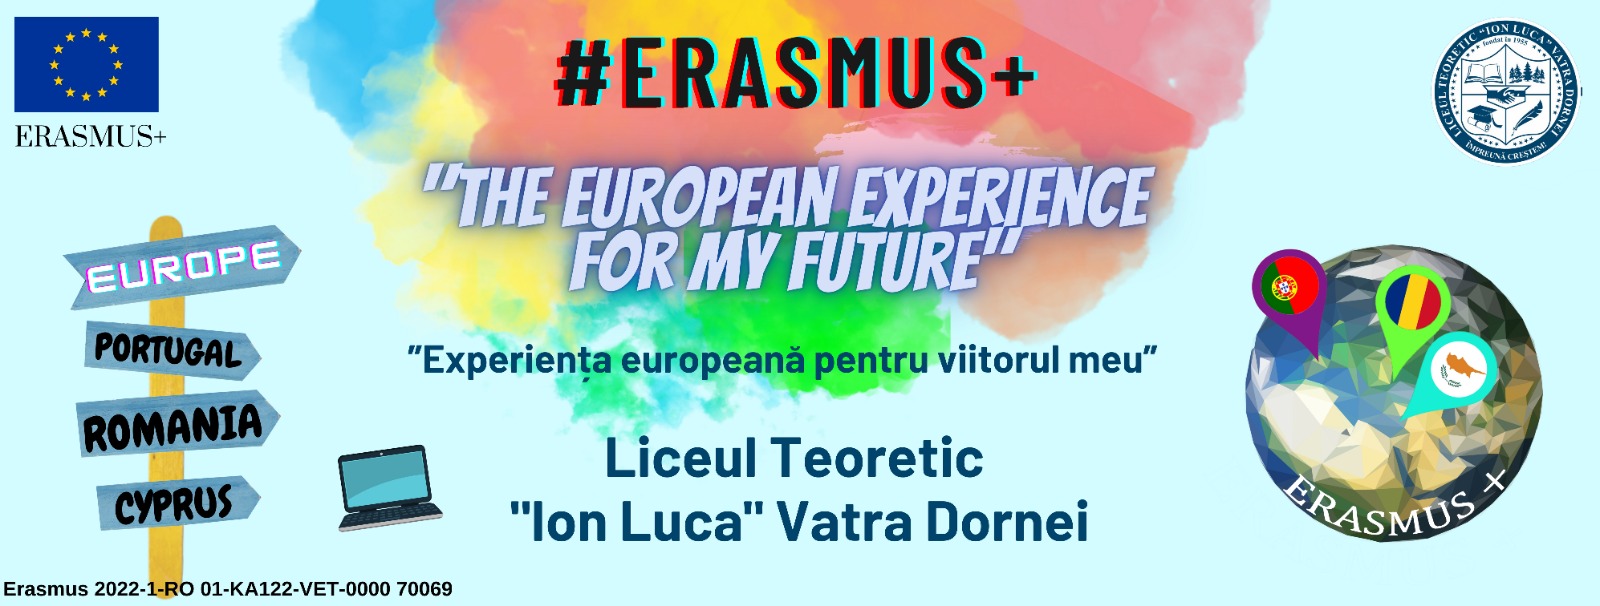 ERASMUS+
#ERASMUS+
LICEUL TEORETIC "ION LUCA" VATRA DORNEI
fondat în 1955
ÎMPREUNĂ CREȘTEM!
"THE EUROPEAN EXPERIENCE
FOR MY FUTURE"
"Experiența europeană pentru viitorul meu"
Liceul Teoretic
"Ion Luca" Vatra Dornei
EUROPE
PORTUGAL
ROMANIA
CYPRUS
ERASMUS +
Erasmus 2022-1-RO 01-KA122-VET-0000 70069